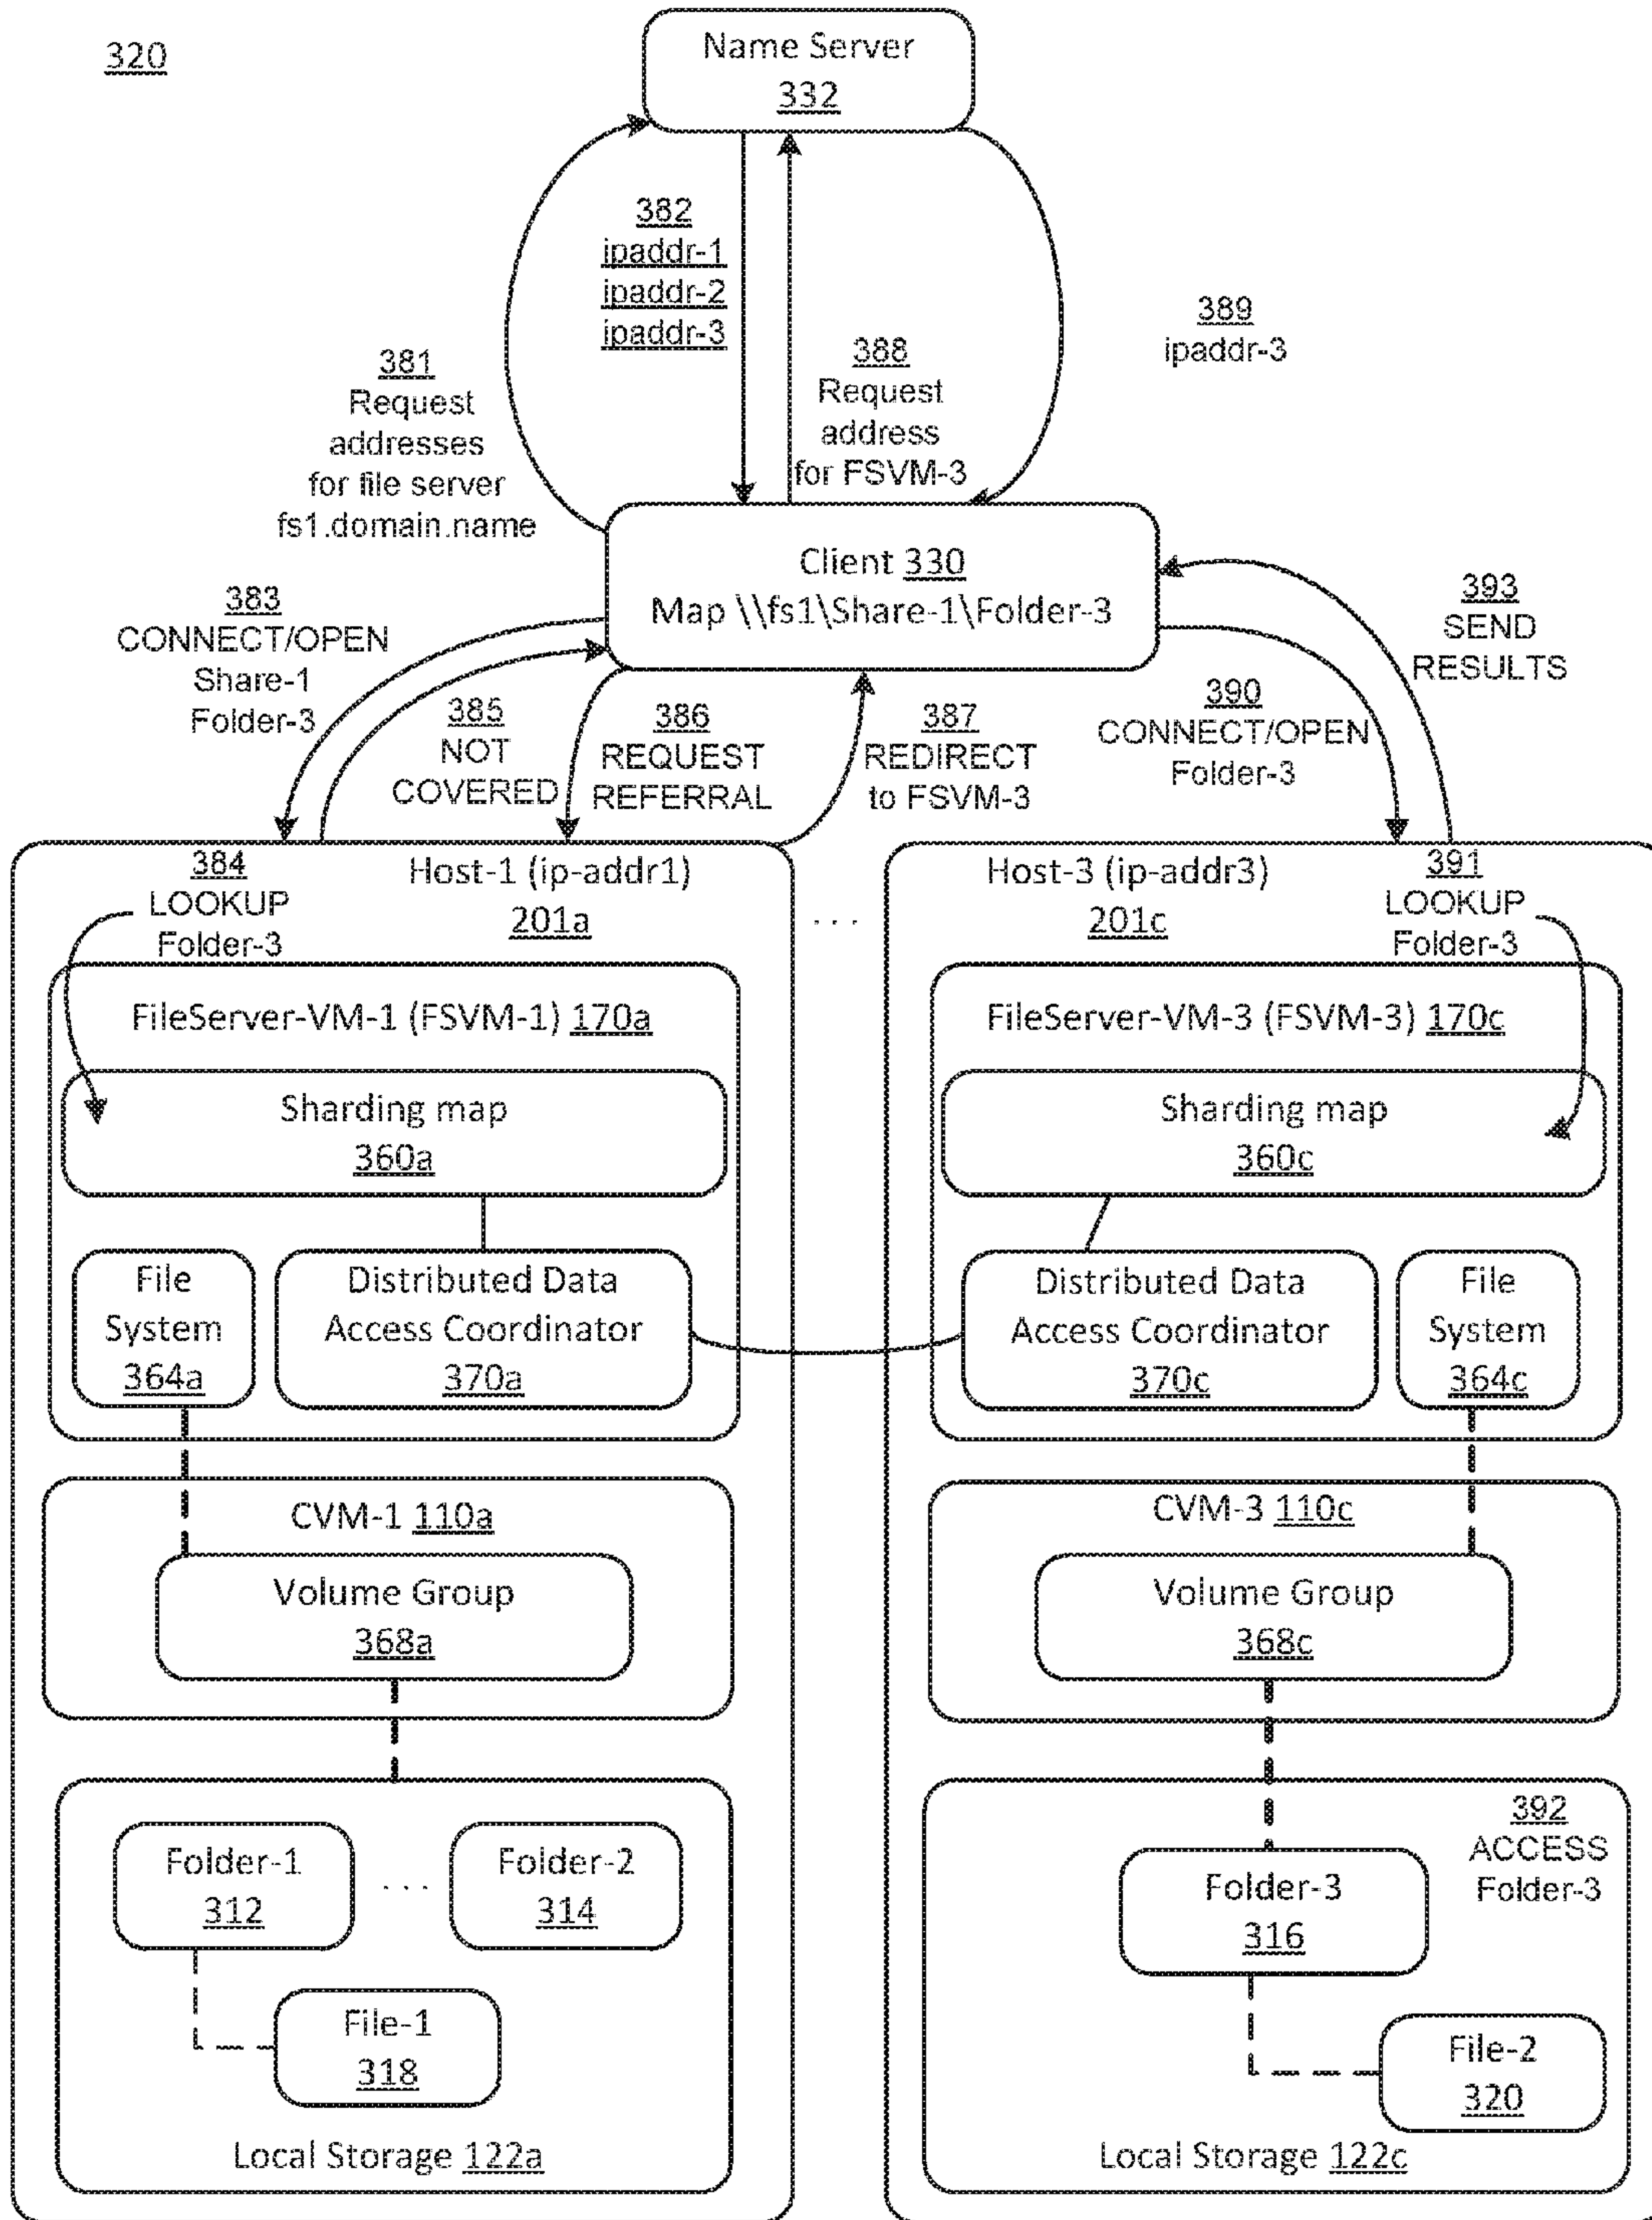 320
Name Server
332
382
ipaddr-1
ipaddr-2
ipaddr-3
389
ipaddr-3
381
Request
addresses
for file server
fs1.domain.name
388
Request
address
for FSVM-3
Client 330
Map \\fs1\Share-1\Folder-3
383
CONNECT/OPEN
Share-1
Folder-3
385
NOT
COVERED
386
REQUEST
REFERRAL
387
REDIRECT
to FSVM-3
390
CONNECT/OPEN
Folder-3
393
SEND
RESULTS
384
LOOKUP
Folder-3
Host-1 (ip-addr1)
201a
FileServer-VM-1 (FSVM-1) 170a
Sharding map
360a
File
System
364a
Distributed Data
Access Coordinator
370a
CVM-1 110a
Volume Group
368a
Folder-1
312
. . .
Folder-2
314
File-1
318
Local Storage 122a
. . .
Host-3 (ip-addr3)
201c
391
LOOKUP
Folder-3
FileServer-VM-3 (FSVM-3) 170c
Sharding map
360c
Distributed Data
Access Coordinator
370c
File
System
364c
CVM-3 110c
Volume Group
368c
392
ACCESS
Folder-3
Folder-3
316
File-2
320
Local Storage 122c